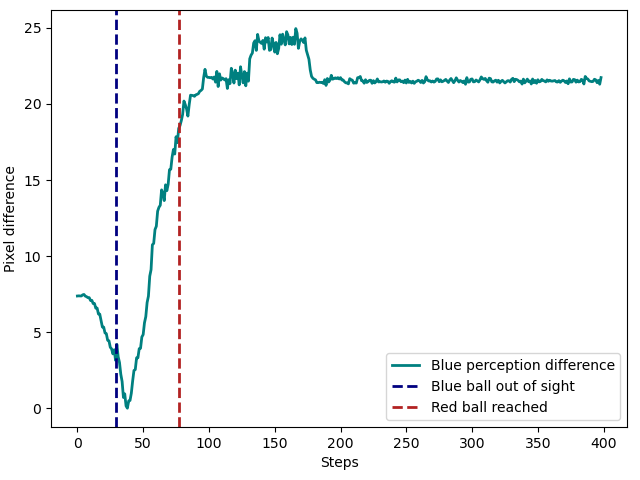 25
20
15
10
5
0
Pixel difference
0 50 100 150 200 250 300 350 400
Steps
Blue perception difference
Blue ball out of sight
Red ball reached